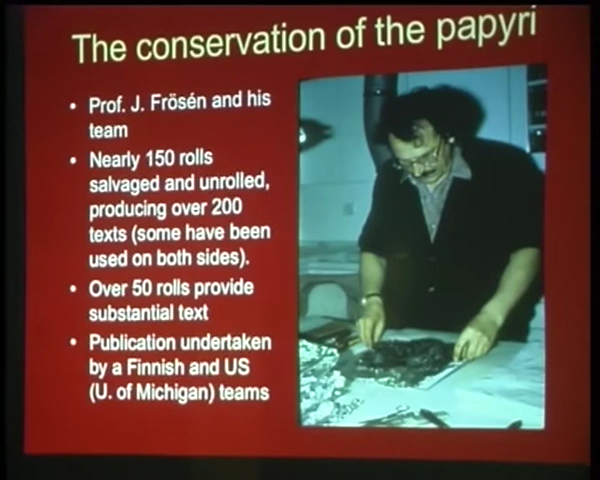 The conservation of the papyri
• Prof. J. Frösén and his
team
• Nearly 150 rolls
salvaged and unrolled,
producing over 200
texts (some have been
used on both sides).
• Over 50 rolls provide
substantial text
• Publication undertaken
by a Finnish and US
(U. of Michigan) teams